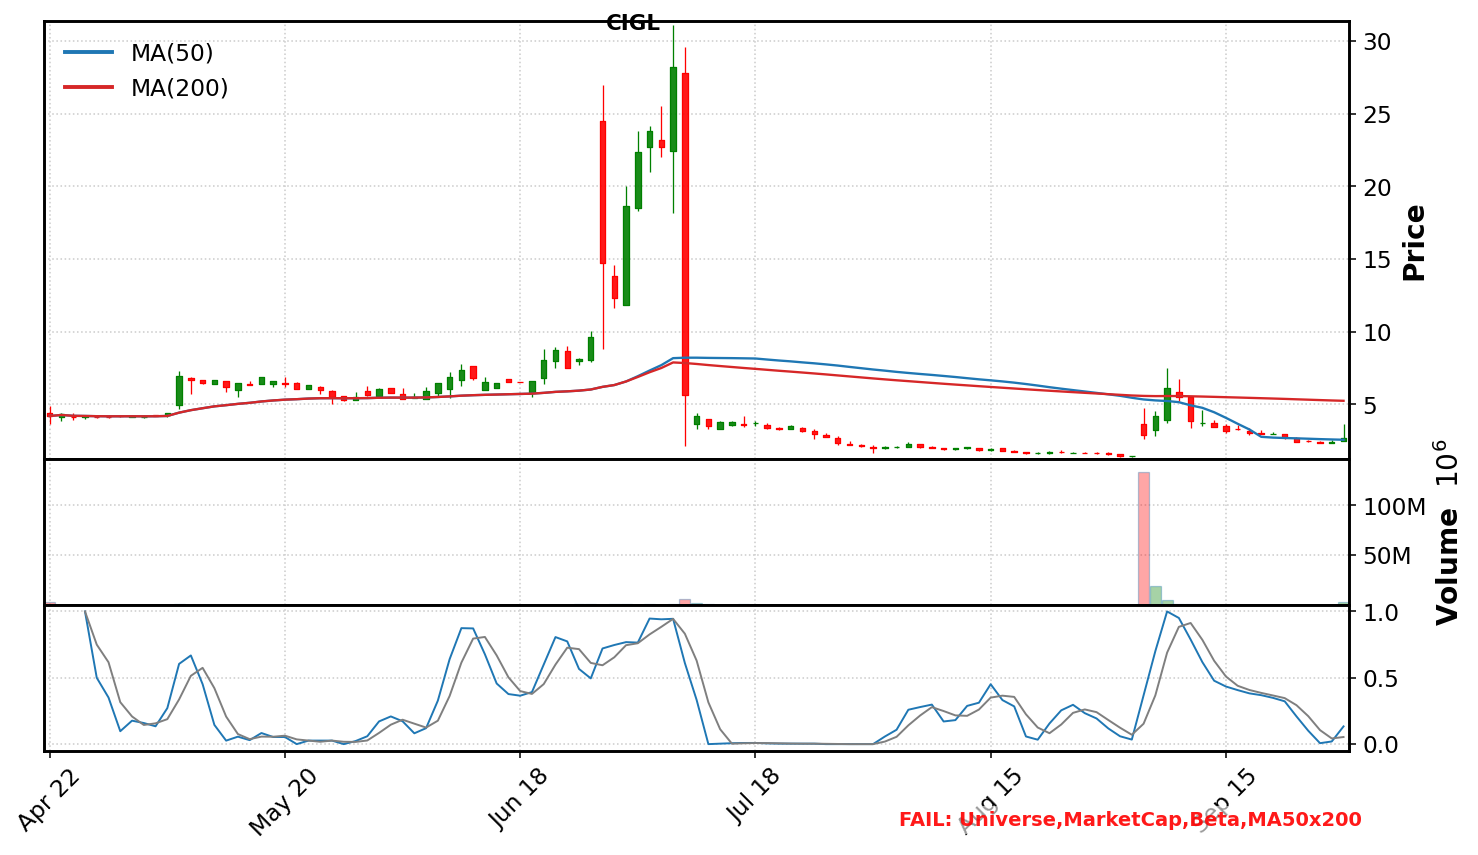 CIGL
MA(50)
MA(200)
30
25
20
15
10
5
Price
100M
50M
Volume 10^6
1.0
0.5
0.0
Apr 22
May 20
Jun 18
Jul 18
Aug 15
Sep 15
FAIL: Universe,MarketCap,Beta,MA50x200